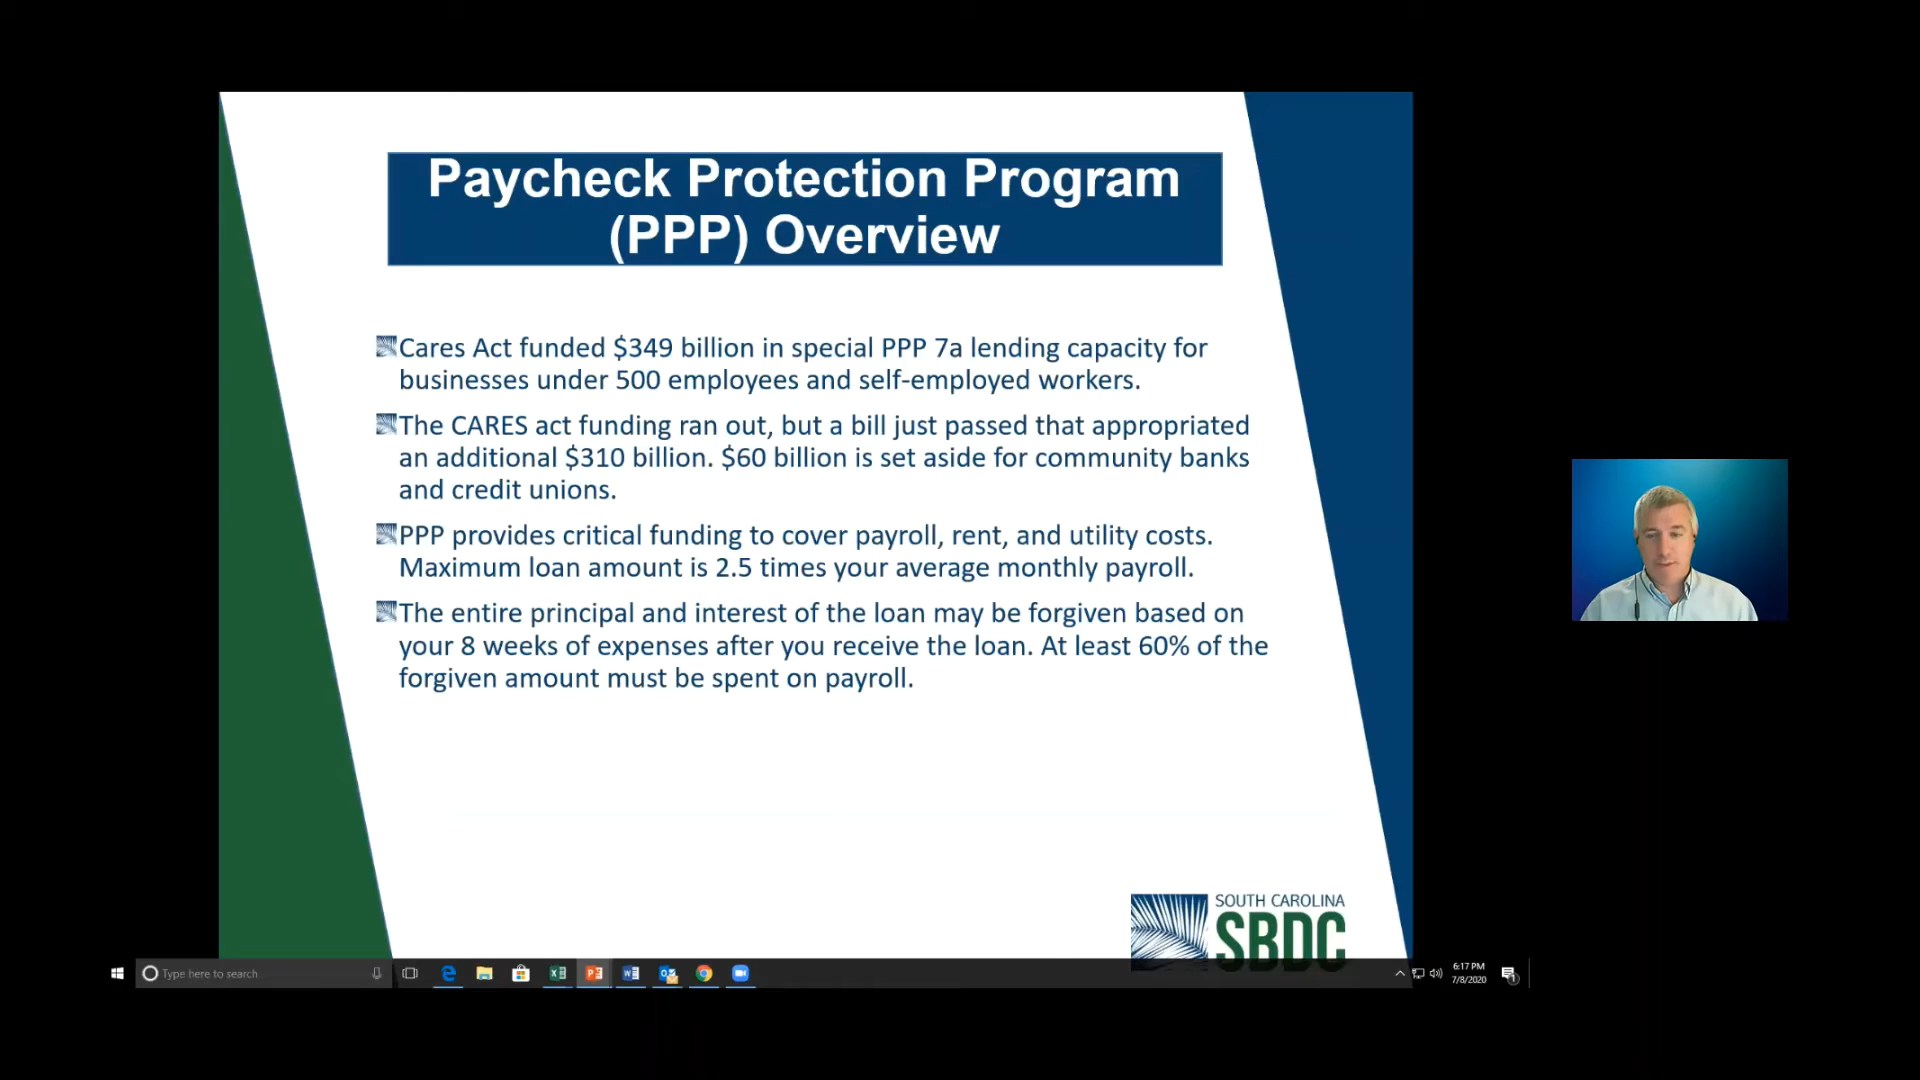 Paycheck Protection Program
(PPP) Overview
Cares Act funded $349 billion in special PPP 7a lending capacity for
businesses under 500 employees and self-employed workers.
The CARES act funding ran out, but a bill just passed that appropriated
an additional $310 billion. $60 billion is set aside for community banks
and credit unions.
PPP provides critical funding to cover payroll, rent, and utility costs.
Maximum loan amount is 2.5 times your average monthly payroll.
The entire principal and interest of the loan may be forgiven based on
your 8 weeks of expenses after you receive the loan. At least 60% of the
forgiven amount must be spent on payroll.
SOUTH CAROLINA
SBDC
Type here to search
6:17 PM
7/8/2020